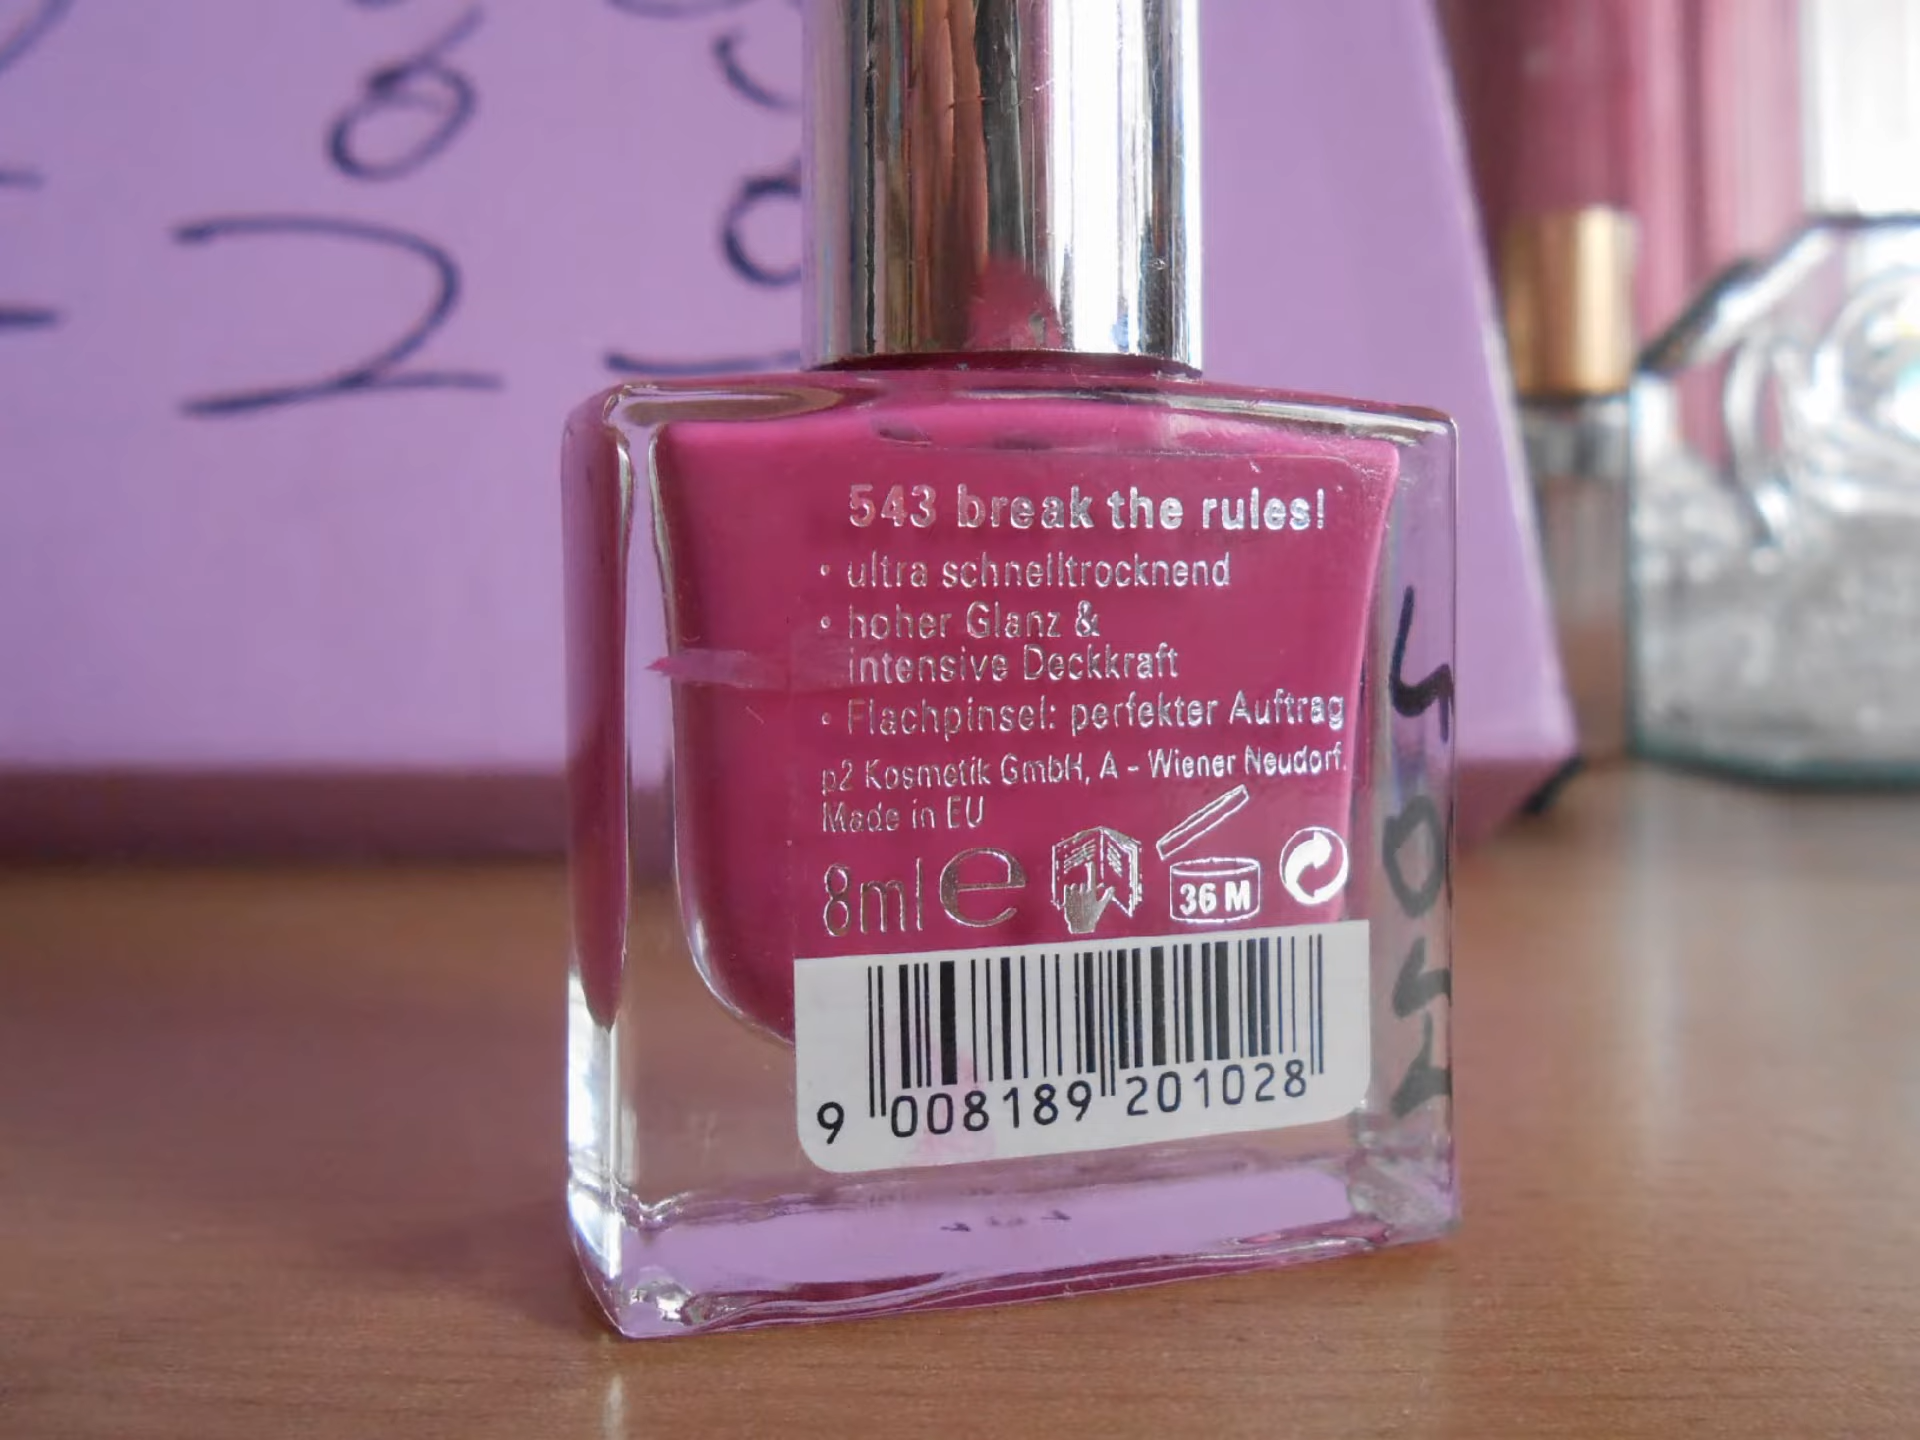 543 break the rules!
• ultra schnelltrocknend
• hoher Glanz &
intensive Deckkraft
• Flachpinsel: perfekter Auftrag
p2 Kosmetik GmbH, A - Wiener Neudorf.
Made in EU
8ml e
36 M
9 008189 201028